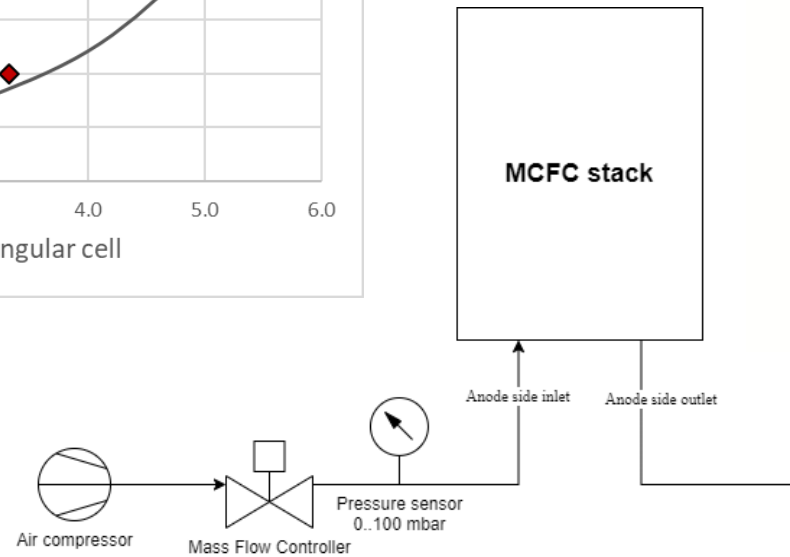 MCFC stack
4.0
5.0
6.0
cell
Anode side inlet
Anode side outlet
Pressure sensor
0..100 mbar
Air compressor
Mass Flow Controller